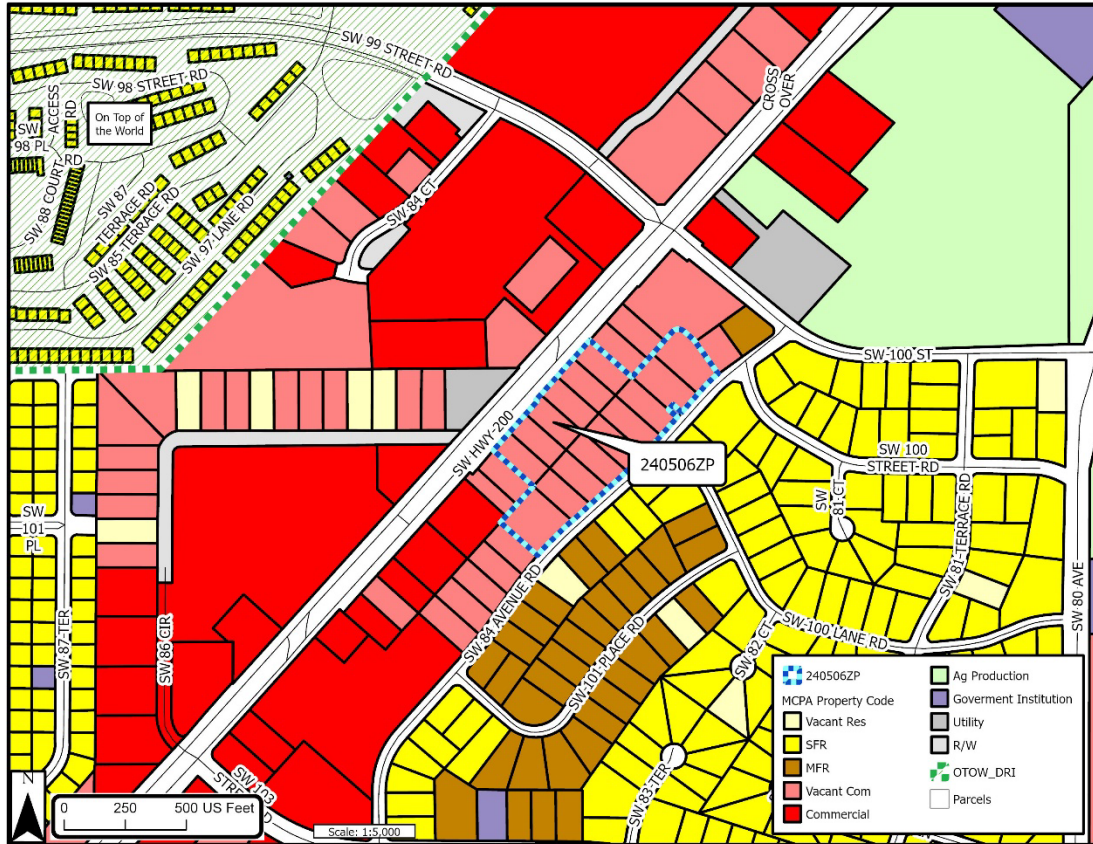 SW 99 STREET RD
SW 98 STREET RD
On Top of
the World
ACCESS
RD
SW
98 PL
SW 88 COURT RD
SW 87
TERRACE RD
SW 85 TERRACE RD
SW 97 LANE RD
SW 84 CT
CROSS
OVER
SW HWY 200
SW 100 ST
240506ZP
SW 100
STREET RD
SW
81 CT
SW 81 TERRACE RD
SW 80 AVE
SW
101
PL
SW 87 TER
SW 86 CIR
SW 84 AVENUE RD
SW 101 PLACE RD
SW 82 CT
SW 100 LANE RD
SW 83 TER
SW 103
STREET RD
N
0 250 500 US Feet
Scale: 1:5,000
240506ZP
MCPA Property Code
Vacant Res
SFR
MFR
Vacant Com
Commercial
Ag Production
Goverment Institution
Utility
R/W
OTOW_DRI
Parcels